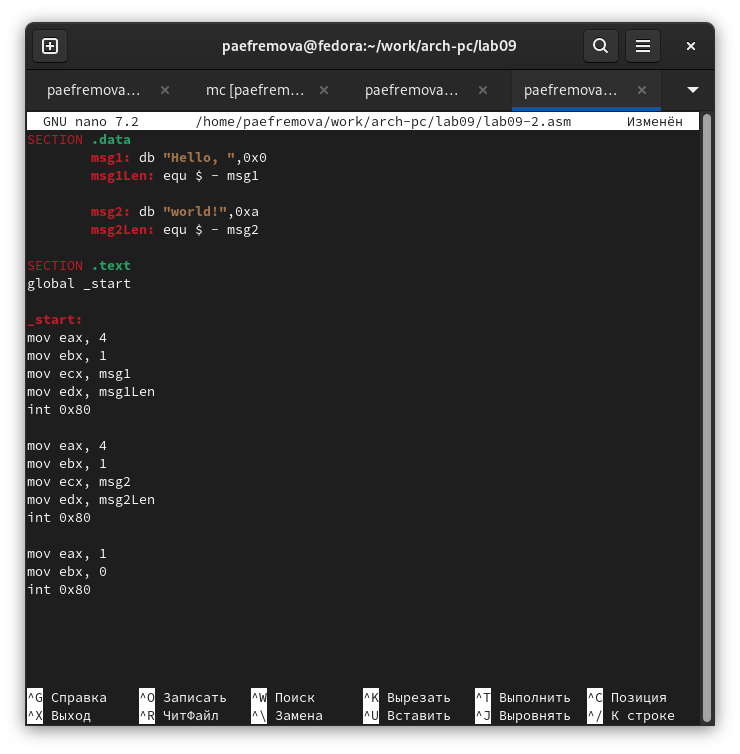 paefremova@fedora:~/work/arch-pc/lab09
paefremova… × mc [paefrem… × paefremova… × paefremova… ×
GNU nano 7.2 /home/paefremova/work/arch-pc/lab09/lab09-2.asm Изменён
SECTION .data
msg1: db "Hello, ",0x0
msg1Len: equ $ - msg1
msg2: db "world!",0xa
msg2Len: equ $ - msg2
SECTION .text
global _start
_start:
mov eax, 4
mov ebx, 1
mov ecx, msg1
mov edx, msg1Len
int 0x80
mov eax, 4
mov ebx, 1
mov ecx, msg2
mov edx, msg2Len
int 0x80
mov eax, 1
mov ebx, 0
int 0x80
^G Справка ^O Записать ^W Поиск ^K Вырезать ^T Выполнить ^C Позиция
^X Выход ^R ЧитФайл ^\ Замена ^U Вставить ^J Выровнять ^/ К строке